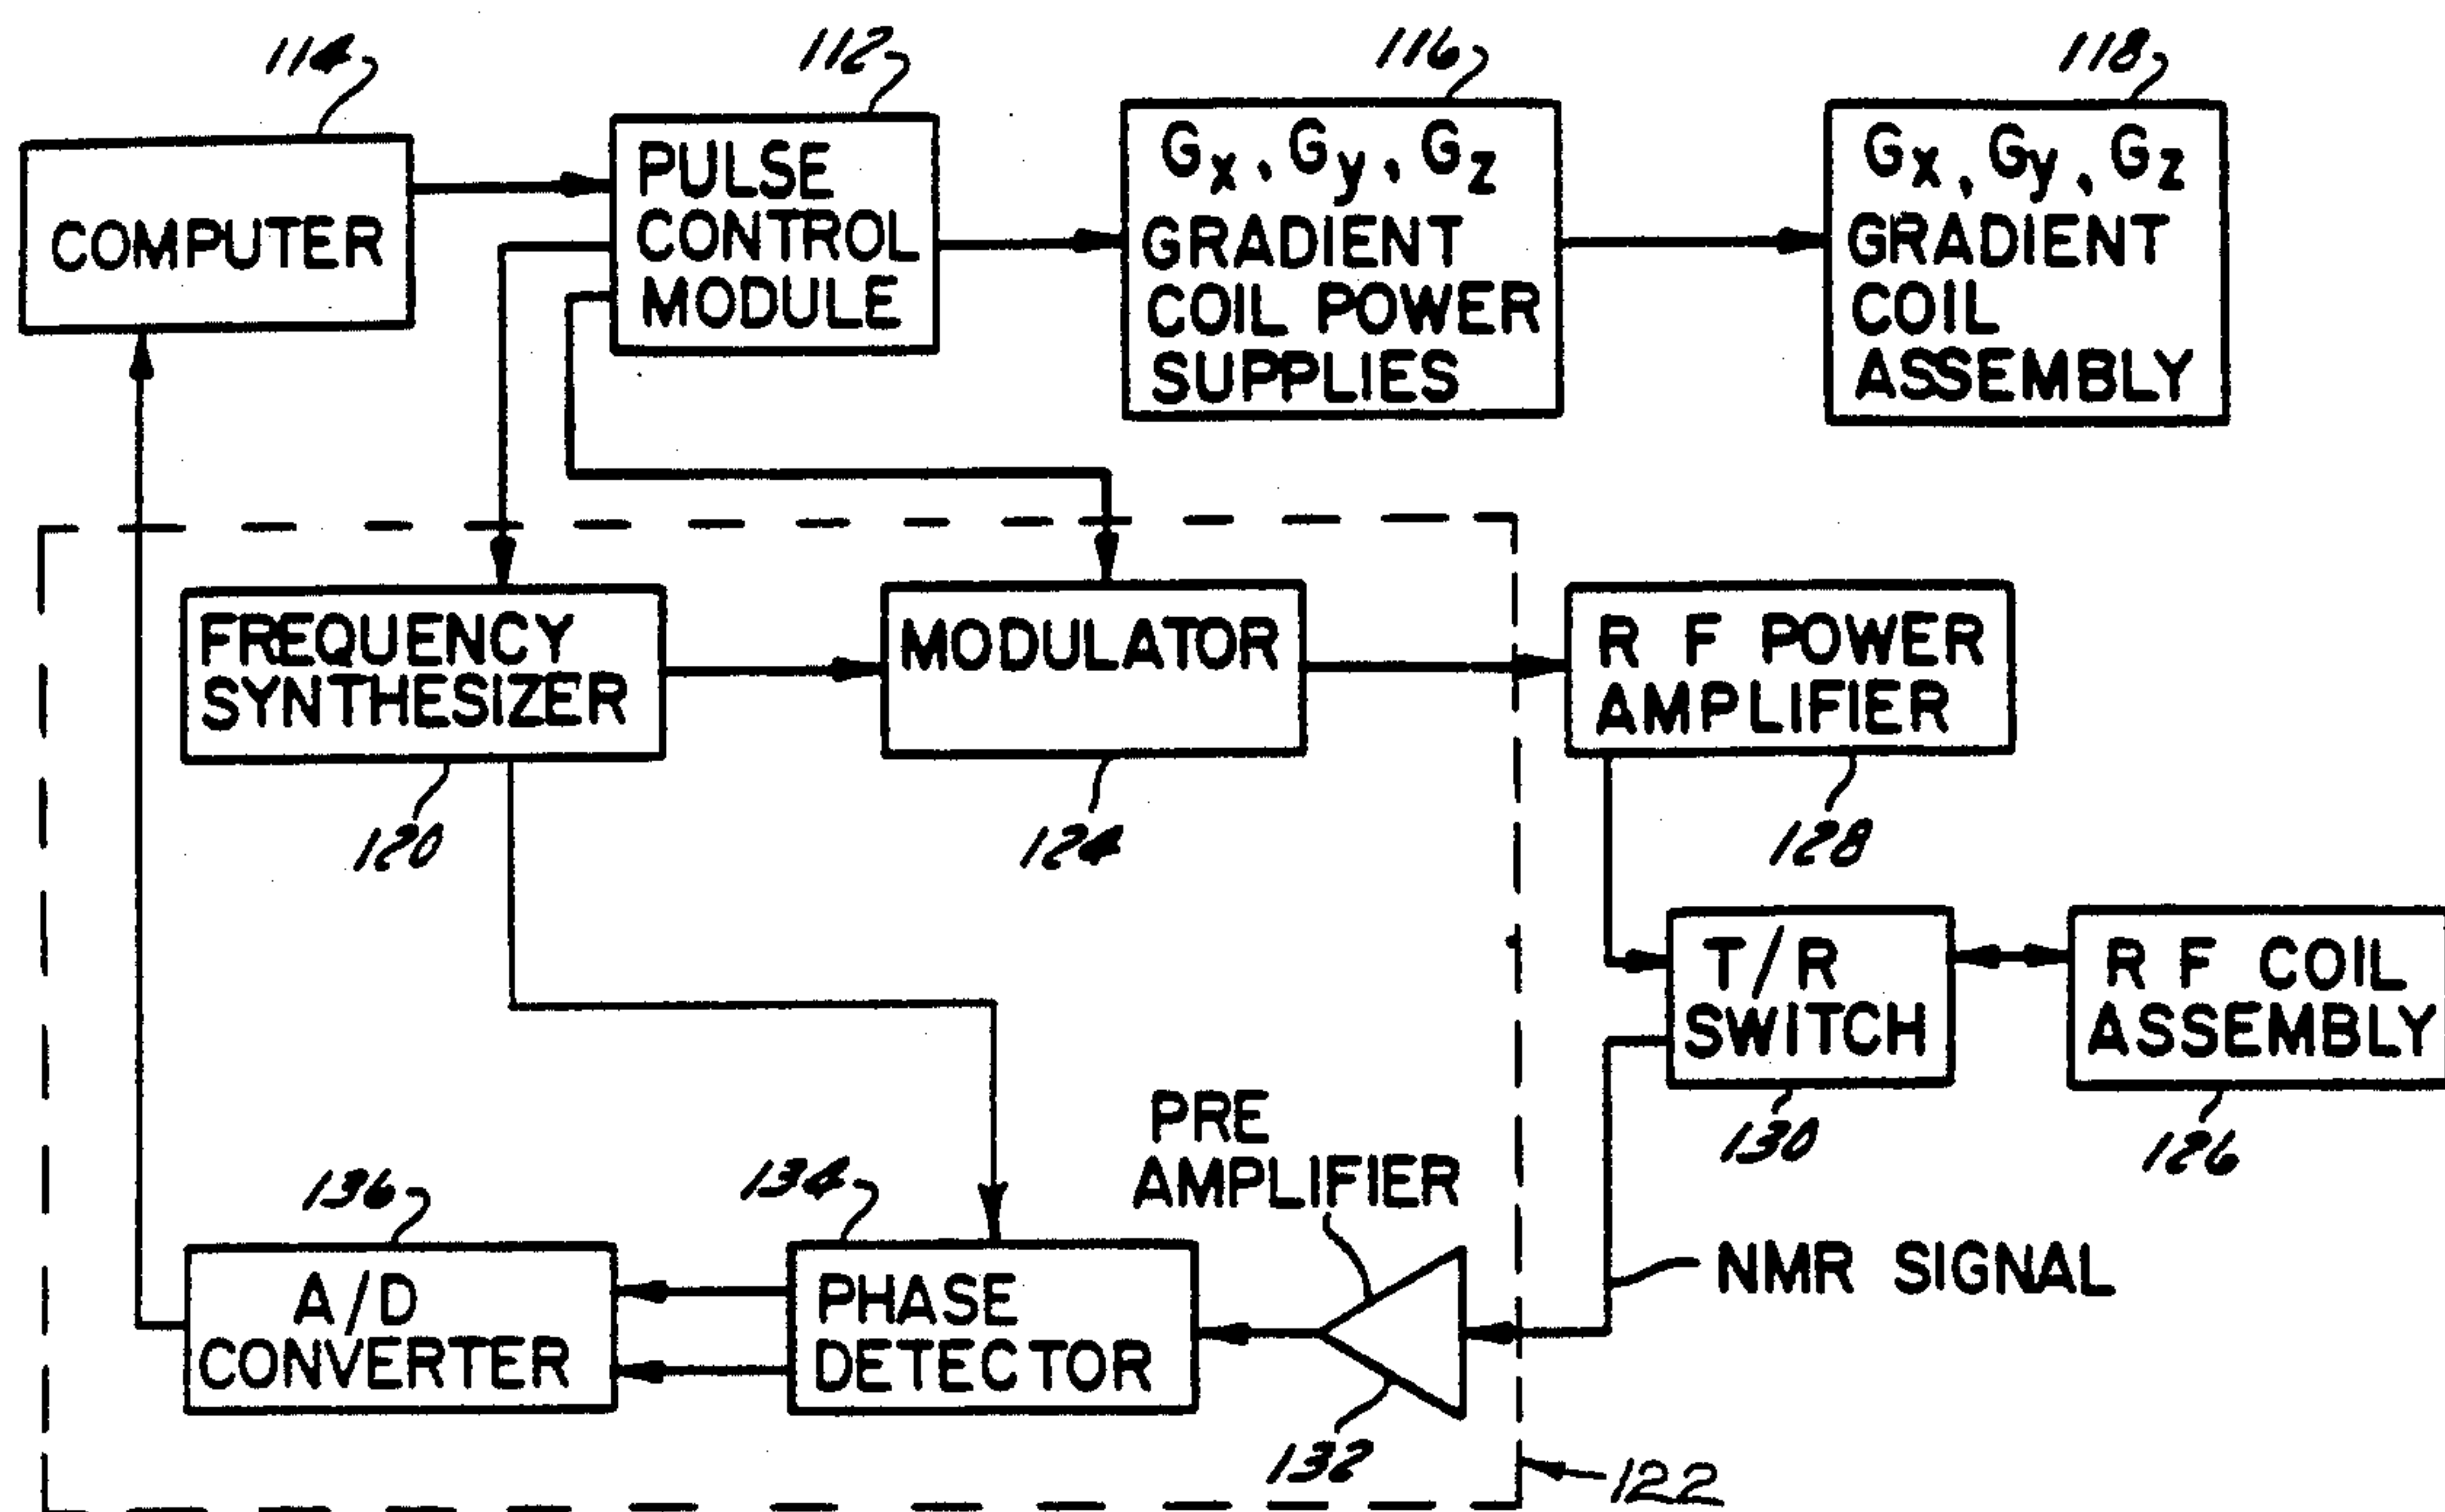 114
112
116
118
COMPUTER
PULSE
CONTROL
MODULE
Gx, Gy, Gz
GRADIENT
COIL POWER
SUPPLIES
Gx, Gy, Gz
GRADIENT
COIL
ASSEMBLY
FREQUENCY
SYNTHESIZER
MODULATOR
R F POWER
AMPLIFIER
120
124
128
T/R
SWITCH
R F COIL
ASSEMBLY
130
126
PRE
AMPLIFIER
136
134
A/D
CONVERTER
PHASE
DETECTOR
NMR SIGNAL
132
122